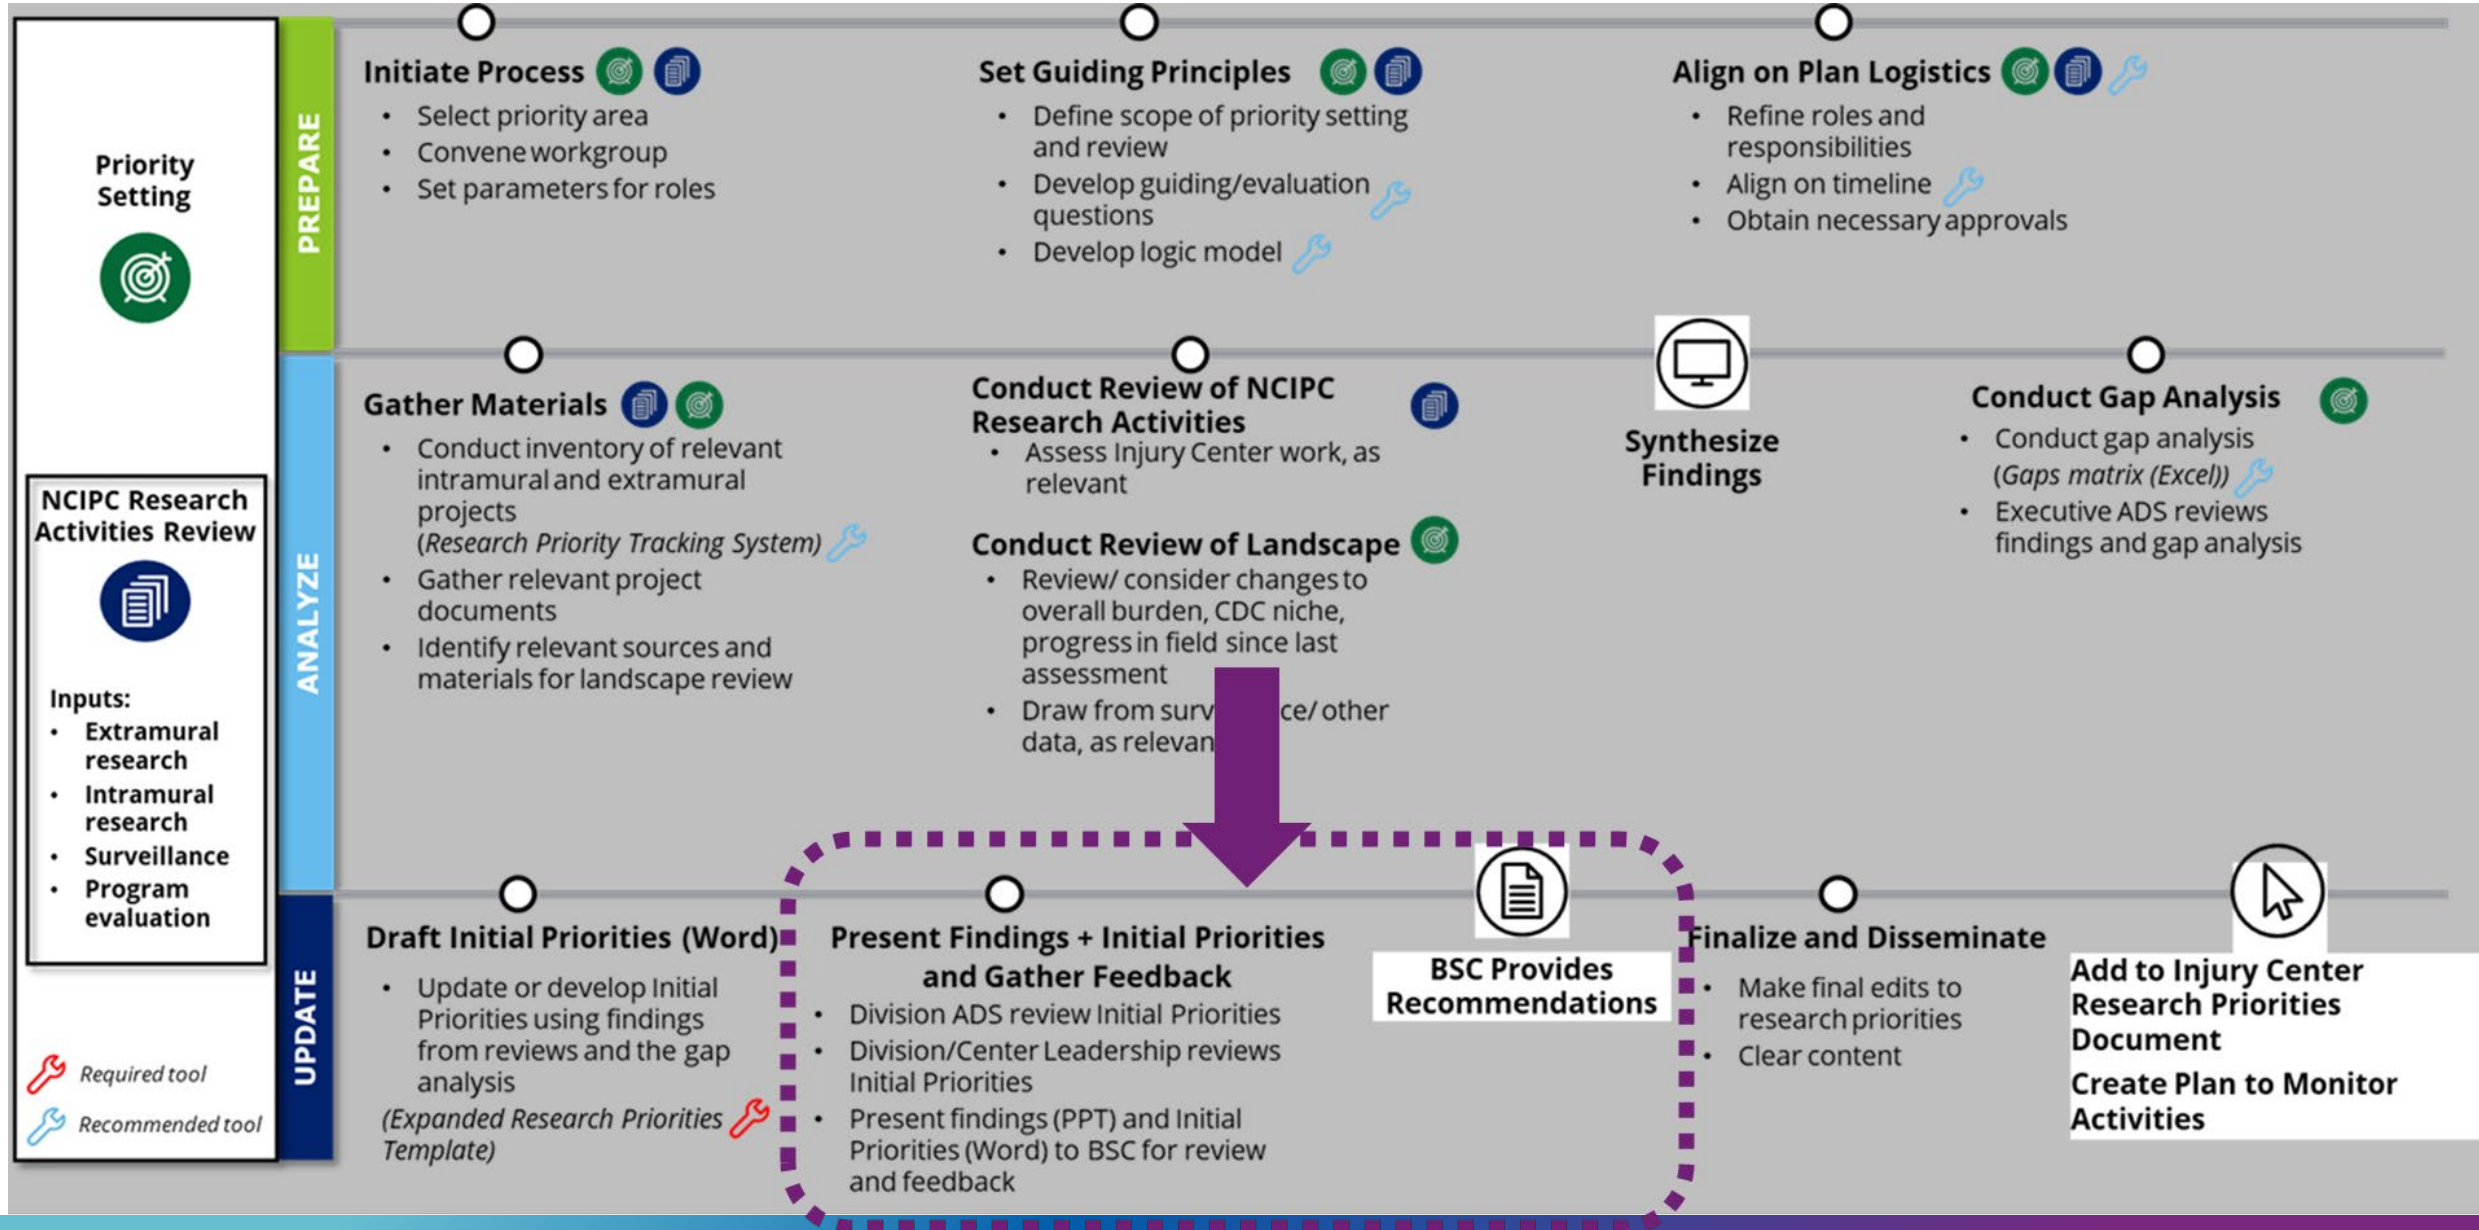 Priority
Setting
NCIPC Research
Activities Review
Inputs:
• Extramural
research
• Intramural
research
• Surveillance
• Program
evaluation
Required tool
Recommended tool
PREPARE
Initiate Process
• Select priority area
• Convene workgroup
• Set parameters for roles
Set Guiding Principles
• Define scope of priority setting
and review
• Develop guiding/evaluation
questions
• Develop logic model
Align on Plan Logistics
• Refine roles and
responsibilities
• Align on timeline
• Obtain necessary approvals
ANALYZE
Gather Materials
• Conduct inventory of relevant
intramural and extramural
projects
(Research Priority Tracking System)
• Gather relevant project
documents
• Identify relevant sources and
materials for landscape review
Conduct Review of NCIPC
Research Activities
• Assess Injury Center work, as
relevant
Conduct Review of Landscape
• Review/ consider changes to
overall burden, CDC niche,
progress in field since last
assessment
• Draw from surv ce/ other
data, as relevan
Synthesize
Findings
Conduct Gap Analysis
• Conduct gap analysis
(Gaps matrix (Excel))
• Executive ADS reviews
findings and gap analysis
UPDATE
Draft Initial Priorities (Word)
• Update or develop Initial
Priorities using findings
from reviews and the gap
analysis
(Expanded Research Priorities
Template)
Present Findings + Initial Priorities
and Gather Feedback
• Division ADS review Initial Priorities
• Division/Center Leadership reviews
Initial Priorities
• Present findings (PPT) and Initial
Priorities (Word) to BSC for review
and feedback
BSC Provides
Recommendations
Finalize and Disseminate
• Make final edits to
research priorities
• Clear content
Add to Injury Center
Research Priorities
Document
Create Plan to Monitor
Activities